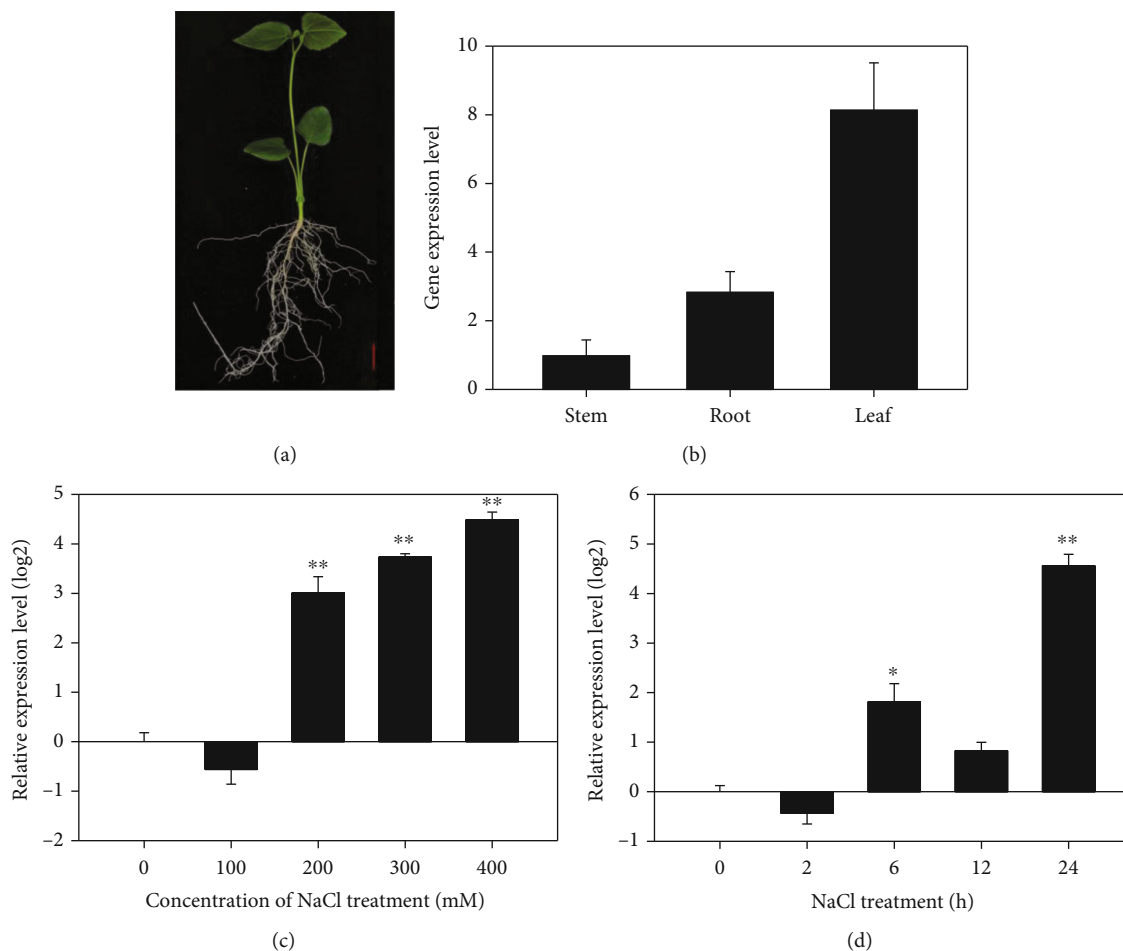 10
8
6
4
2
0
Gene expression level
Stem Root Leaf
(a)
(b)
5
4
3
2
1
0
–1
–2
Relative expression level (log2)
** ** **
0 100 200 300 400
Concentration of NaCl treatment (mM)
(c)
6
5
4
3
2
1
0
–1
Relative expression level (log2)
* **
0 2 6 12 24
NaCl treatment (h)
(d)